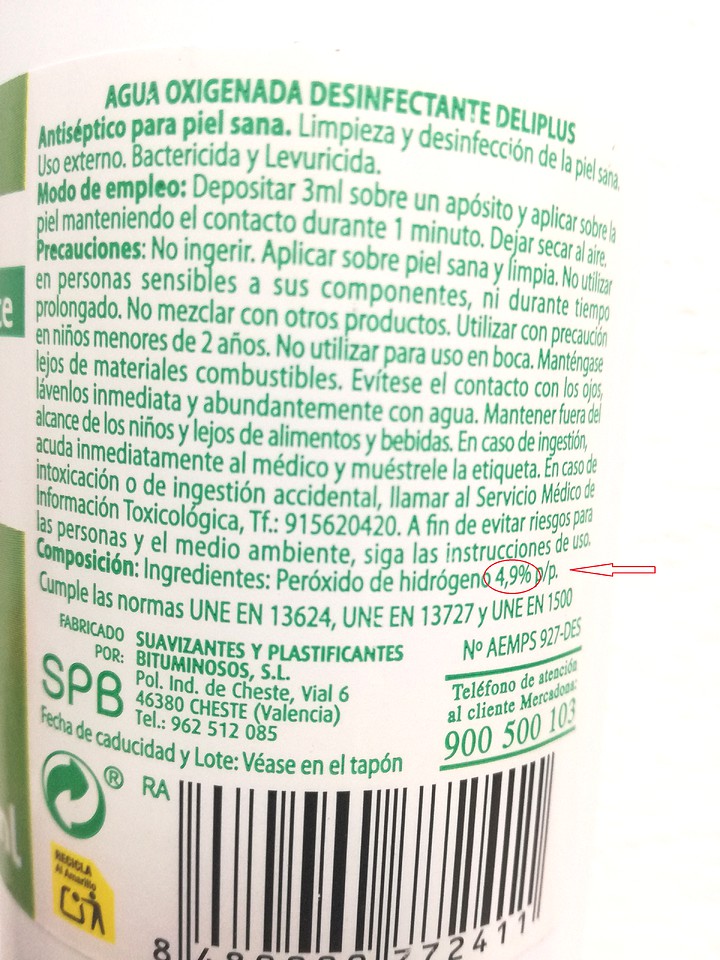 AGUA OXIGENADA DESINFECTANTE DELIPLUS
Antiséptico para piel sana. Limpieza y desinfección de la piel sana.
Uso externo. Bactericida y Levuricida.
Modo de empleo: Depositar 3ml sobre un apósito y aplicar sobre la
piel manteniendo el contacto durante 1 minuto. Dejar secar al aire.
Precauciones: No ingerir. Aplicar sobre piel sana y limpia. No utilizar
en personas sensibles a sus componentes, ni durante tiempo
prolongado. No mezclar con otros productos. Utilizar con precaución
en niños menores de 2 años. No utilizar para uso en boca. Manténgase
lejos de materiales combustibles. Evítese el contacto con los ojos,
lávenlos inmediata y abundantemente con agua. Mantener fuera del
alcance de los niños y lejos de alimentos y bebidas. En caso de ingestión,
acuda inmediatamente al médico y muéstrele la etiqueta. En caso de
intoxicación o de ingestión accidental, llamar al Servicio Médico de
Información Toxicológica, Tf.: 915620420. A fin de evitar riesgos para
las personas y el medio ambiente, siga las instrucciones de uso.
Composición: Ingredientes: Peróxido de hidrógeno 4,9% p/p.
Cumple las normas UNE EN 13624, UNE EN 13727 y UNE EN 1500
FABRICADO
POR:
SUAVIZANTES Y PLASTIFICANTES
BITUMINOSOS, S.L.
Pol. Ind. de Cheste, Vial 6
46380 CHESTE (Valencia)
Tel.: 962 512 085
SPB
Nº AEMPS 927-DES
Teléfono de atención
al cliente Mercadona:
900 500 103
Fecha de caducidad y Lote: Véase en el tapón
® RA
RECICLA
Al Amarillo
772411